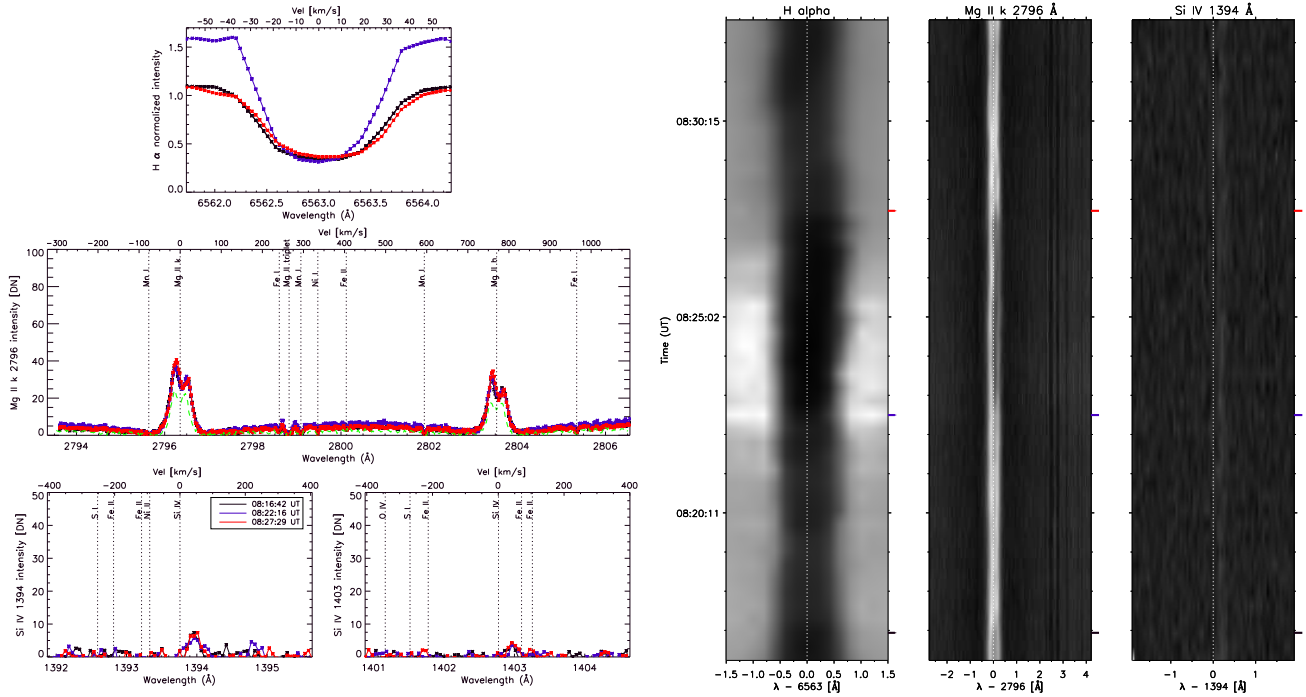 Vel [km/s]
-50 -40 -30 -20 -10 0 10 20 30 40 50
H α normalized intensity
1.5
1.0
0.5
0.0
6562.0 6562.5 6563.0 6563.5 6564.0
Wavelength (Å)
Vel [km/s]
-300 -200 -100 0 100 200 300 400 500 600 700 800 900 1000
Mg II k 2796 intensity [DN]
100
80
60
40
20
0
Mn I
Mg II k
Fe I
Mg II triplet
Mn I
Ni I
Fe II
Mn I
Mg II h
Fe I
2794 2796 2798 2800 2802 2804 2806
Wavelength (Å)
Vel [km/s]
-400 -200 0 200 400
Si IV 1394 intensity [DN]
50
40
30
20
10
0
S I
Fe II
Fe II
Ni II
Si IV
08:16:42 UT
08:22:16 UT
08:27:29 UT
1392 1393 1394 1395
Wavelength (Å)
Vel [km/s]
-400 -200 0 200 400
Si IV 1403 intensity [DN]
50
40
30
20
10
0
O IV
S I
Fe II
Si IV
Fe II
Fe II
1401 1402 1403 1404
Wavelength (Å)
H alpha
Time (UT)
08:30:15
08:25:02
08:20:11
-1.5 -1.0 -0.5 0.0 0.5 1.0 1.5
λ - 6563 [Å]
Mg II k 2796 Å
-2 -1 0 1 2 3 4
λ - 2796 [Å]
Si IV 1394 Å
-1 0 1
λ - 1394 [Å]